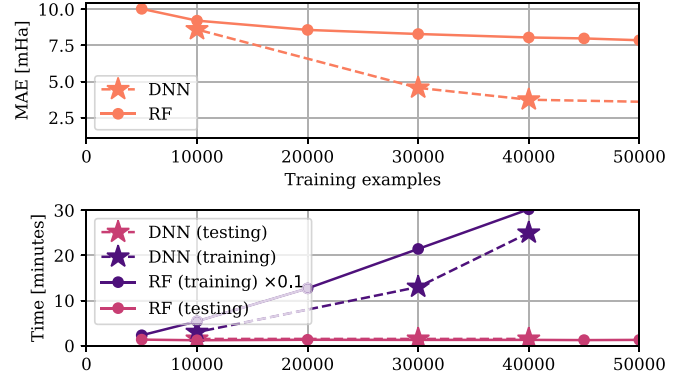 10.0
7.5
5.0
2.5
MAE [mHa]
DNN
RF
0 10000 20000 30000 40000 50000
Training examples
30
20
10
0
Time [minutes]
DNN (testing)
DNN (training)
RF (training) ×0.1
RF (testing)
0 10000 20000 30000 40000 50000